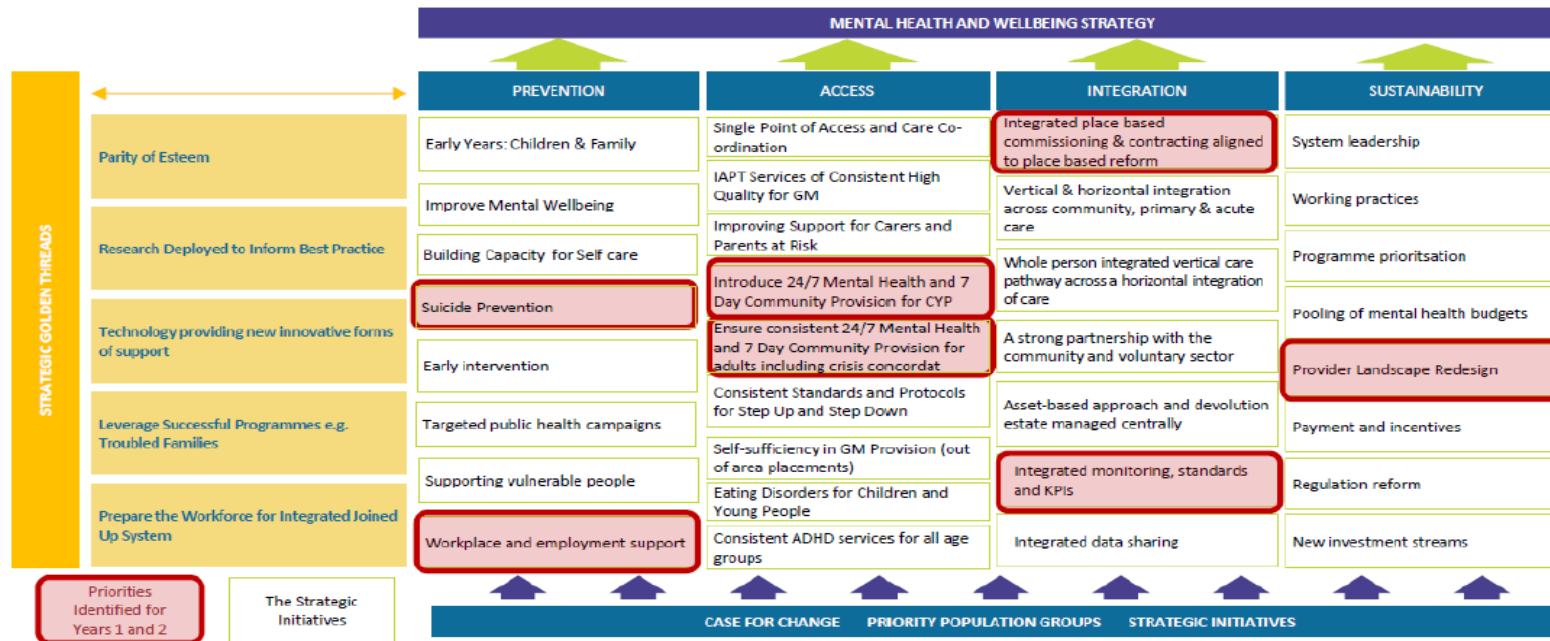 MENTAL HEALTH AND WELLBEING STRATEGY
STRATEGIC GOLDEN THREADS
Parity of Esteem
Research Deployed to Inform Best Practice
Technology providing new innovative forms
of support
Leverage Successful Programmes e.g.
Troubled Families
Prepare the Workforce for Integrated Joined
Up System
PREVENTION
Early Years: Children & Family
Improve Mental Wellbeing
Building Capacity for Self care
Suicide Prevention
Early intervention
Targeted public health campaigns
Supporting vulnerable people
Workplace and employment support
ACCESS
Single Point of Access and Care Co-
ordination
IAPT Services of Consistent High
Quality for GM
Improving Support for Carers and
Parents at Risk
Introduce 24/7 Mental Health and 7
Day Community Provision for CYP
Ensure consistent 24/7 Mental Health
and 7 Day Community Provision for
adults including crisis concordat
Consistent Standards and Protocols
for Step Up and Step Down
Self-sufficiency in GM Provision (out
of area placements)
Eating Disorders for Children and
Young People
Consistent ADHD services for all age
groups
INTEGRATION
Integrated place based
commissioning & contracting aligned
to place based reform
Vertical & horizontal integration
across community, primary & acute
care
Whole person integrated vertical care
pathway across a horizontal integration
of care
A strong partnership with the
community and voluntary sector
Asset-based approach and devolution
estate managed centrally
Integrated monitoring, standards
and KPIs
Integrated data sharing
SUSTAINABILITY
System leadership
Working practices
Programme prioritsation
Pooling of mental health budgets
Provider Landscape Redesign
Payment and incentives
Regulation reform
New investment streams
Priorities
Identified for
Years 1 and 2
The Strategic
Initiatives
CASE FOR CHANGE PRIORITY POPULATION GROUPS STRATEGIC INITIATIVES